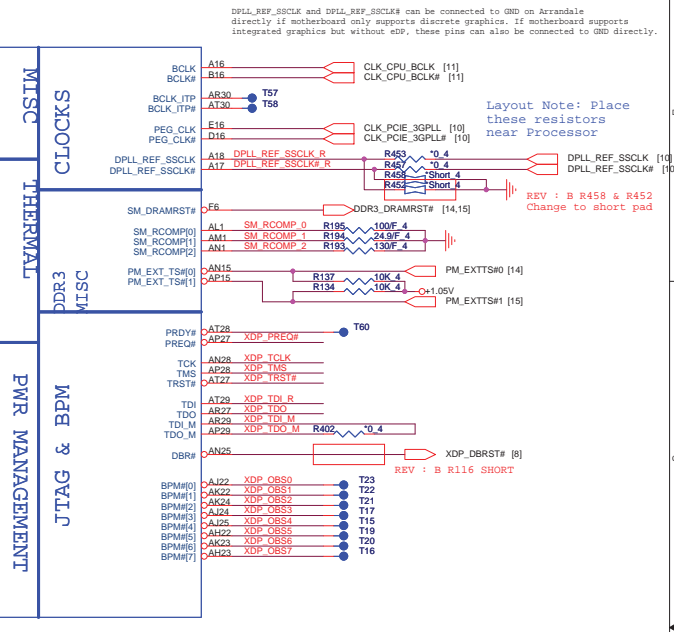 DPLL_REF_SSCLK and DPLL_REF_SSCLK# can be connected to GND on Arrandale
directly if motherboard only supports discrete graphics. If motherboard supports
integrated graphics but without eDP, these pins can also be connected to GND directly.
MISC
THERMAL
PWR MANAGEMENT
CLOCKS
DDR3
MISC
JTAG & BPM
BCLK A16 CLK_CPU_BCLK [11]
BCLK# B16 CLK_CPU_BCLK# [11]
BCLK_ITP AR30 T57
BCLK_ITP# AT30 T58
Layout Note: Place
these resistors
near Processor
PEG_CLK E16 CLK_PCIE_3GPLL [10]
PEG_CLK# D16 CLK_PCIE_3GPLL# [10]
DPLL_REF_SSCLK A18 DPLL_REF_SSCLK_R R453 *0_4 DPLL_REF_SSCLK [10]
DPLL_REF_SSCLK# A17 DPLL_REF_SSCLK#_R R457 *0_4 DPLL_REF_SSCLK# [10
R458 *Short_4
R452 *Short_4
REV : B R458 & R452
Change to short pad
SM_DRAMRST# F6 DDR3_DRAMRST# [14,15]
SM_RCOMP[0] AL1 SM_RCOMP_0 R195 100/F_4
SM_RCOMP[1] AM1 SM_RCOMP_1 R194 24.9/F_4
SM_RCOMP[2] AN1 SM_RCOMP_2 R193 130/F_4
PM_EXT_TS#[0] AN15 PM_EXTTS#0 [14]
PM_EXT_TS#[1] AP15 R137 10K_4
R134 10K_4 +1.05V
PM_EXTTS#1 [15]
PRDY# AT28 T60
PREQ# AP27 XDP_PREQ#
TCK AN28 XDP_TCLK
TMS AP28 XDP_TMS
TRST# AT27 XDP_TRST#
TDI AT29 XDP_TDI_R
TDO AR27 XDP_TDO
TDI_M AR29 XDP_TDI_M
TDO_M AP29 XDP_TDO_M R402 *0_4
DBR# AN25 XDP_DBRST# [8]
REV : B R116 SHORT
BPM#[0] AJ22 XDP_OBS0 T23
BPM#[1] AK22 XDP_OBS1 T22
BPM#[2] AK24 XDP_OBS2 T21
BPM#[3] AJ24 XDP_OBS3 T17
BPM#[4] AJ25 XDP_OBS4 T15
BPM#[5] AH22 XDP_OBS5 T19
BPM#[6] AK23 XDP_OBS6 T20
BPM#[7] AH23 XDP_OBS7 T16